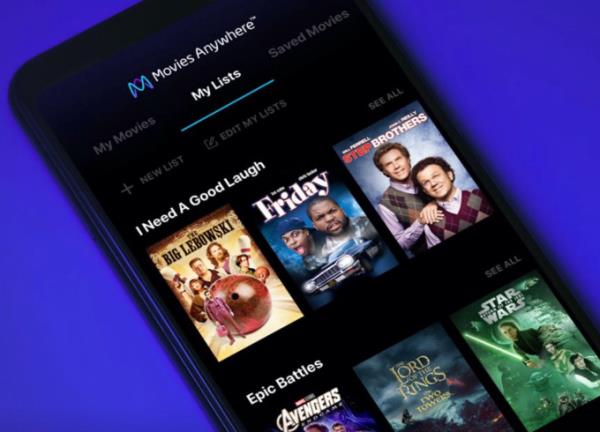 Movies Anywhere™
My Movies
My Lists
Saved Movies
+ NEW LIST
EDIT MY LISTS
I Need A Good Laugh
SEE ALL
THE
BIG LEBOWSKI
Friday
WILL FERRELL
JOHN C. REILLY
STEP BROTHERS
Epic Battles
SEE ALL
AVENGERS
THE
LORD
OF THE
RINGS
THE
TWO
TOWERS
STAR
WARS